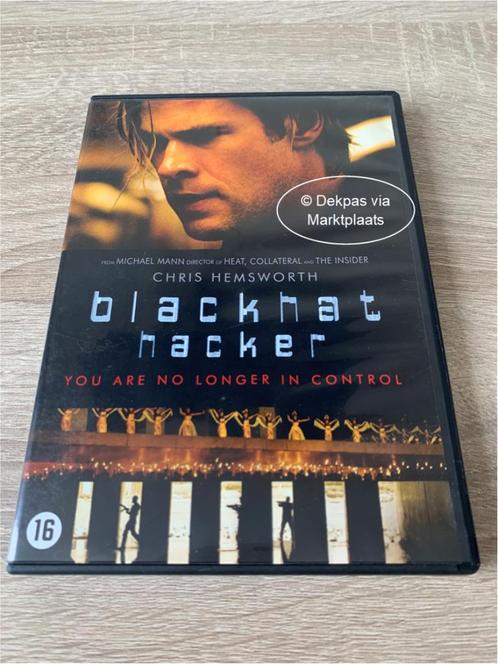 © Dekpas via
Marktplaats
FROM MICHAEL MANN DIRECTOR OF HEAT, COLLATERAL AND THE INSIDER
CHRIS HEMSWORTH
blackhat
hacker
YOU ARE NO LONGER IN CONTROL
16